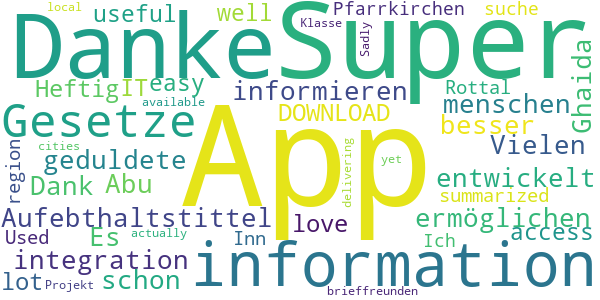 local
Klasse
Sadly
Pfarrkirchen
suche
useful
well
Danke
Super
Heftig
IT
easy
informieren
Rottal
Ghaida
available
DOWNLOAD
menschen
Gesetze
App
besser
Vielen
cities
geduldete
delivering
yet
region
Dank
Abu
summarized
entwickelt
Aufebthaltstittel
love
ermöglichen
Used
Es
actually
Inn
Ich
access
integration
information
lot
Projekt
schon
brieffreunden